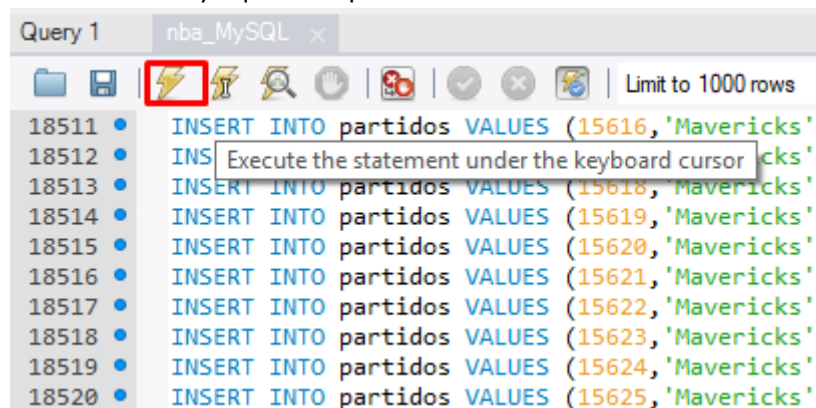 Query 1 nba_MySQL ×
Limit to 1000 rows
18511 INSERT INTO partidos VALUES (15616,'Mavericks'
18512 INS cks'
Execute the statement under the keyboard cursor
18513 INSERT INTO partidos VALUES (15618,'Mavericks'
18514 INSERT INTO partidos VALUES (15619,'Mavericks'
18515 INSERT INTO partidos VALUES (15620,'Mavericks'
18516 INSERT INTO partidos VALUES (15621,'Mavericks'
18517 INSERT INTO partidos VALUES (15622,'Mavericks'
18518 INSERT INTO partidos VALUES (15623,'Mavericks'
18519 INSERT INTO partidos VALUES (15624,'Mavericks'
18520 INSERT INTO partidos VALUES (15625,'Mavericks'